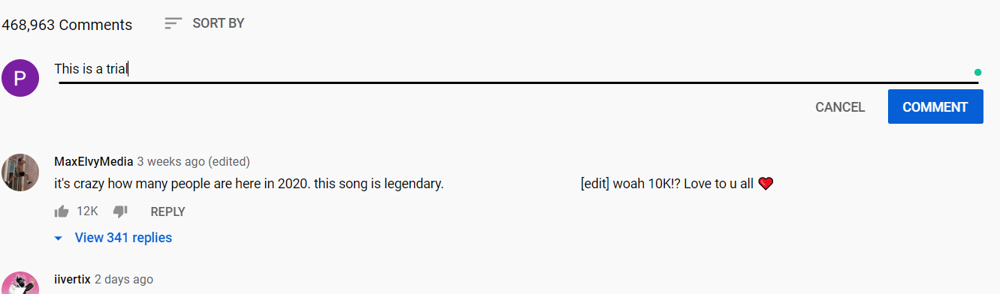 468,963 Comments SORT BY
P
This is a trial
CANCEL COMMENT
MaxElvyMedia 3 weeks ago (edited)
it's crazy how many people are here in 2020. this song is legendary. [edit] woah 10K!? Love to u all ❤
12K REPLY
View 341 replies
iivertix 2 days ago